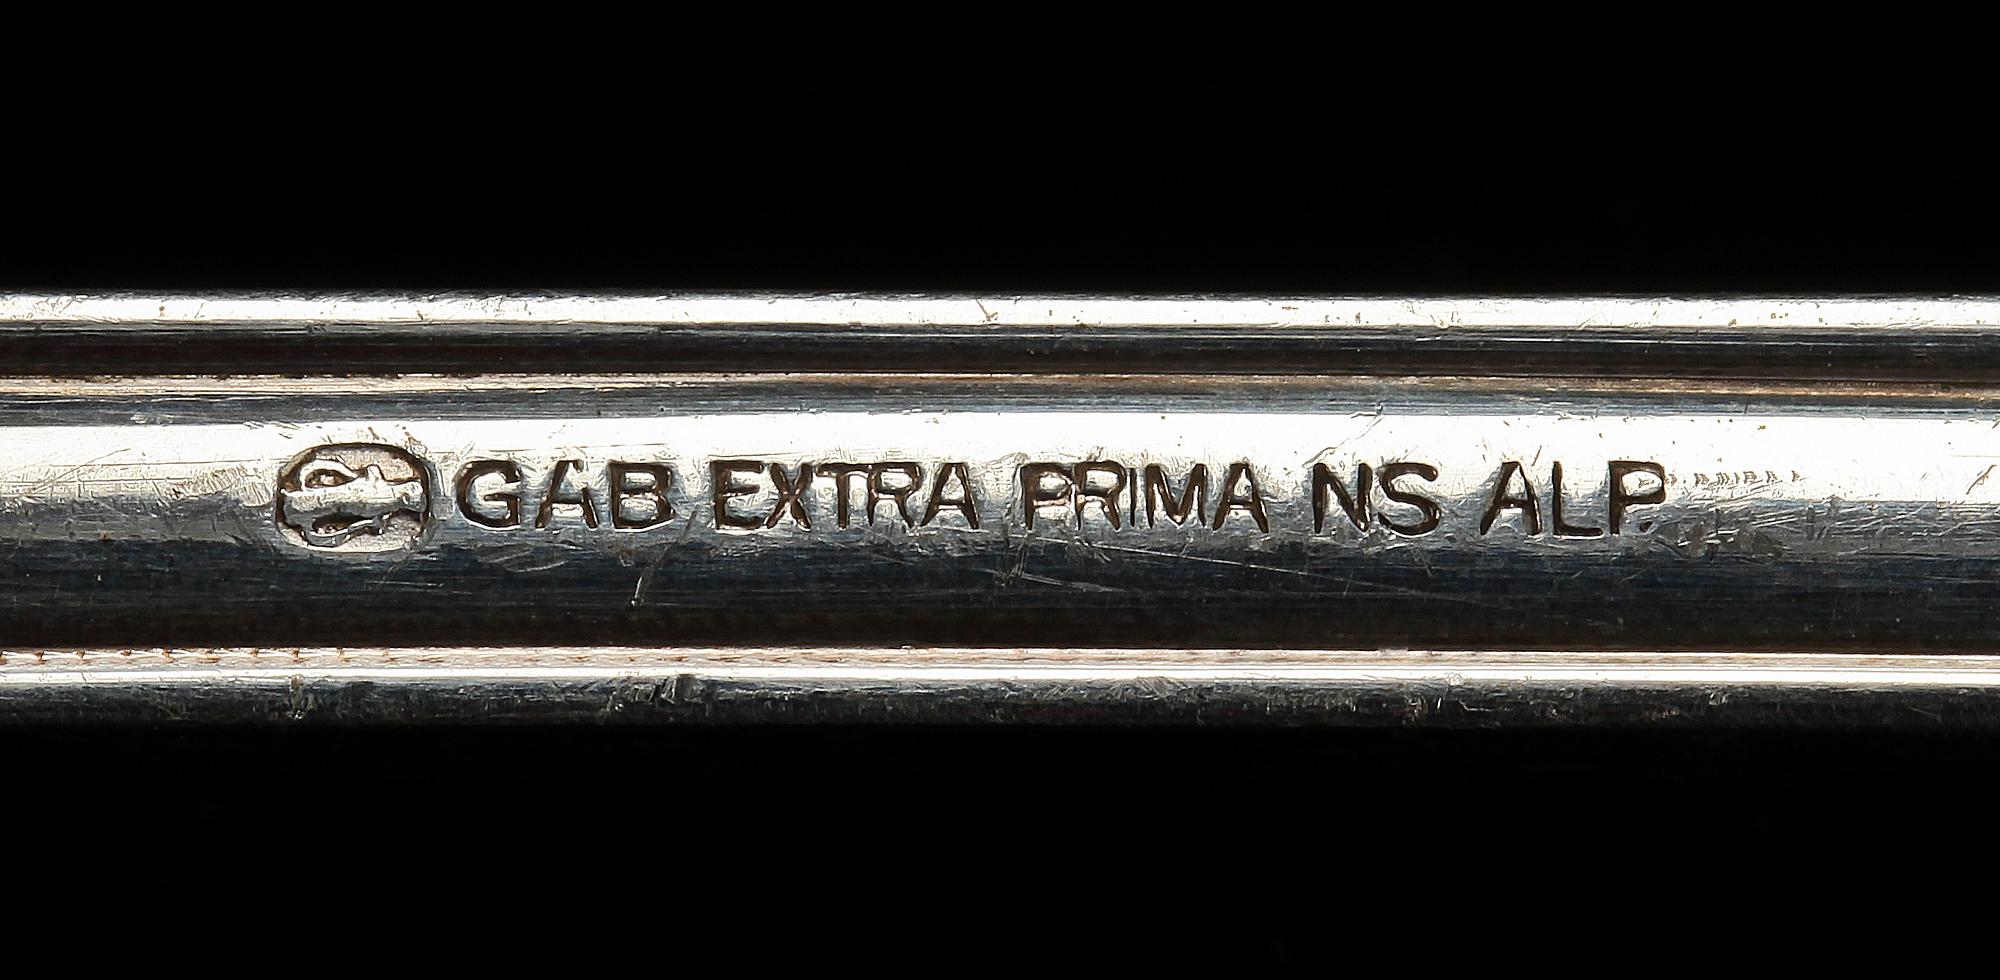 GAB EXTRA PRIMA NS ALP.